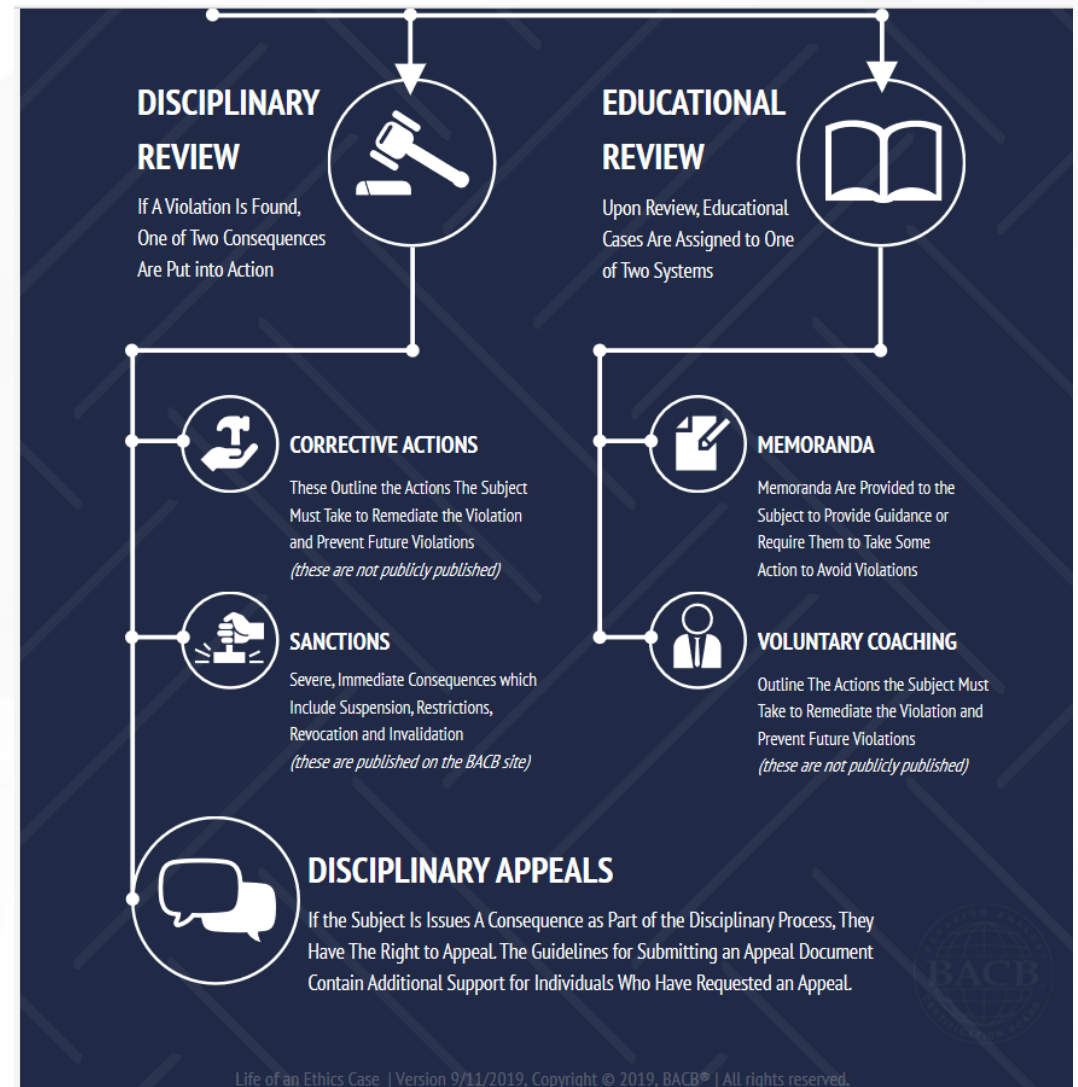 DISCIPLINARY
REVIEW
If A Violation Is Found,
One of Two Consequences
Are Put into Action
EDUCATIONAL
REVIEW
Upon Review, Educational
Cases Are Assigned to One
of Two Systems
CORRECTIVE ACTIONS
These Outline the Actions The Subject
Must Take to Remediate the Violation
and Prevent Future Violations
(these are not publicly published)
SANCTIONS
Severe, Immediate Consequences which
Include Suspension, Restrictions,
Revocation and Invalidation
(these are published on the BACB site)
MEMORANDA
Memoranda Are Provided to the
Subject to Provide Guidance or
Require Them to Take Some
Action to Avoid Violations
VOLUNTARY COACHING
Outline The Actions the Subject Must
Take to Remediate the Violation and
Prevent Future Violations
(these are not publicly published)
DISCIPLINARY APPEALS
If the Subject Is Issues A Consequence as Part of the Disciplinary Process, They
Have The Right to Appeal. The Guidelines for Submitting an Appeal Document
Contain Additional Support for Individuals Who Have Requested an Appeal.
BACB
Life of an Ethics Case | Version 9/11/2019, Copyright © 2019, BACB® | All rights reserved.